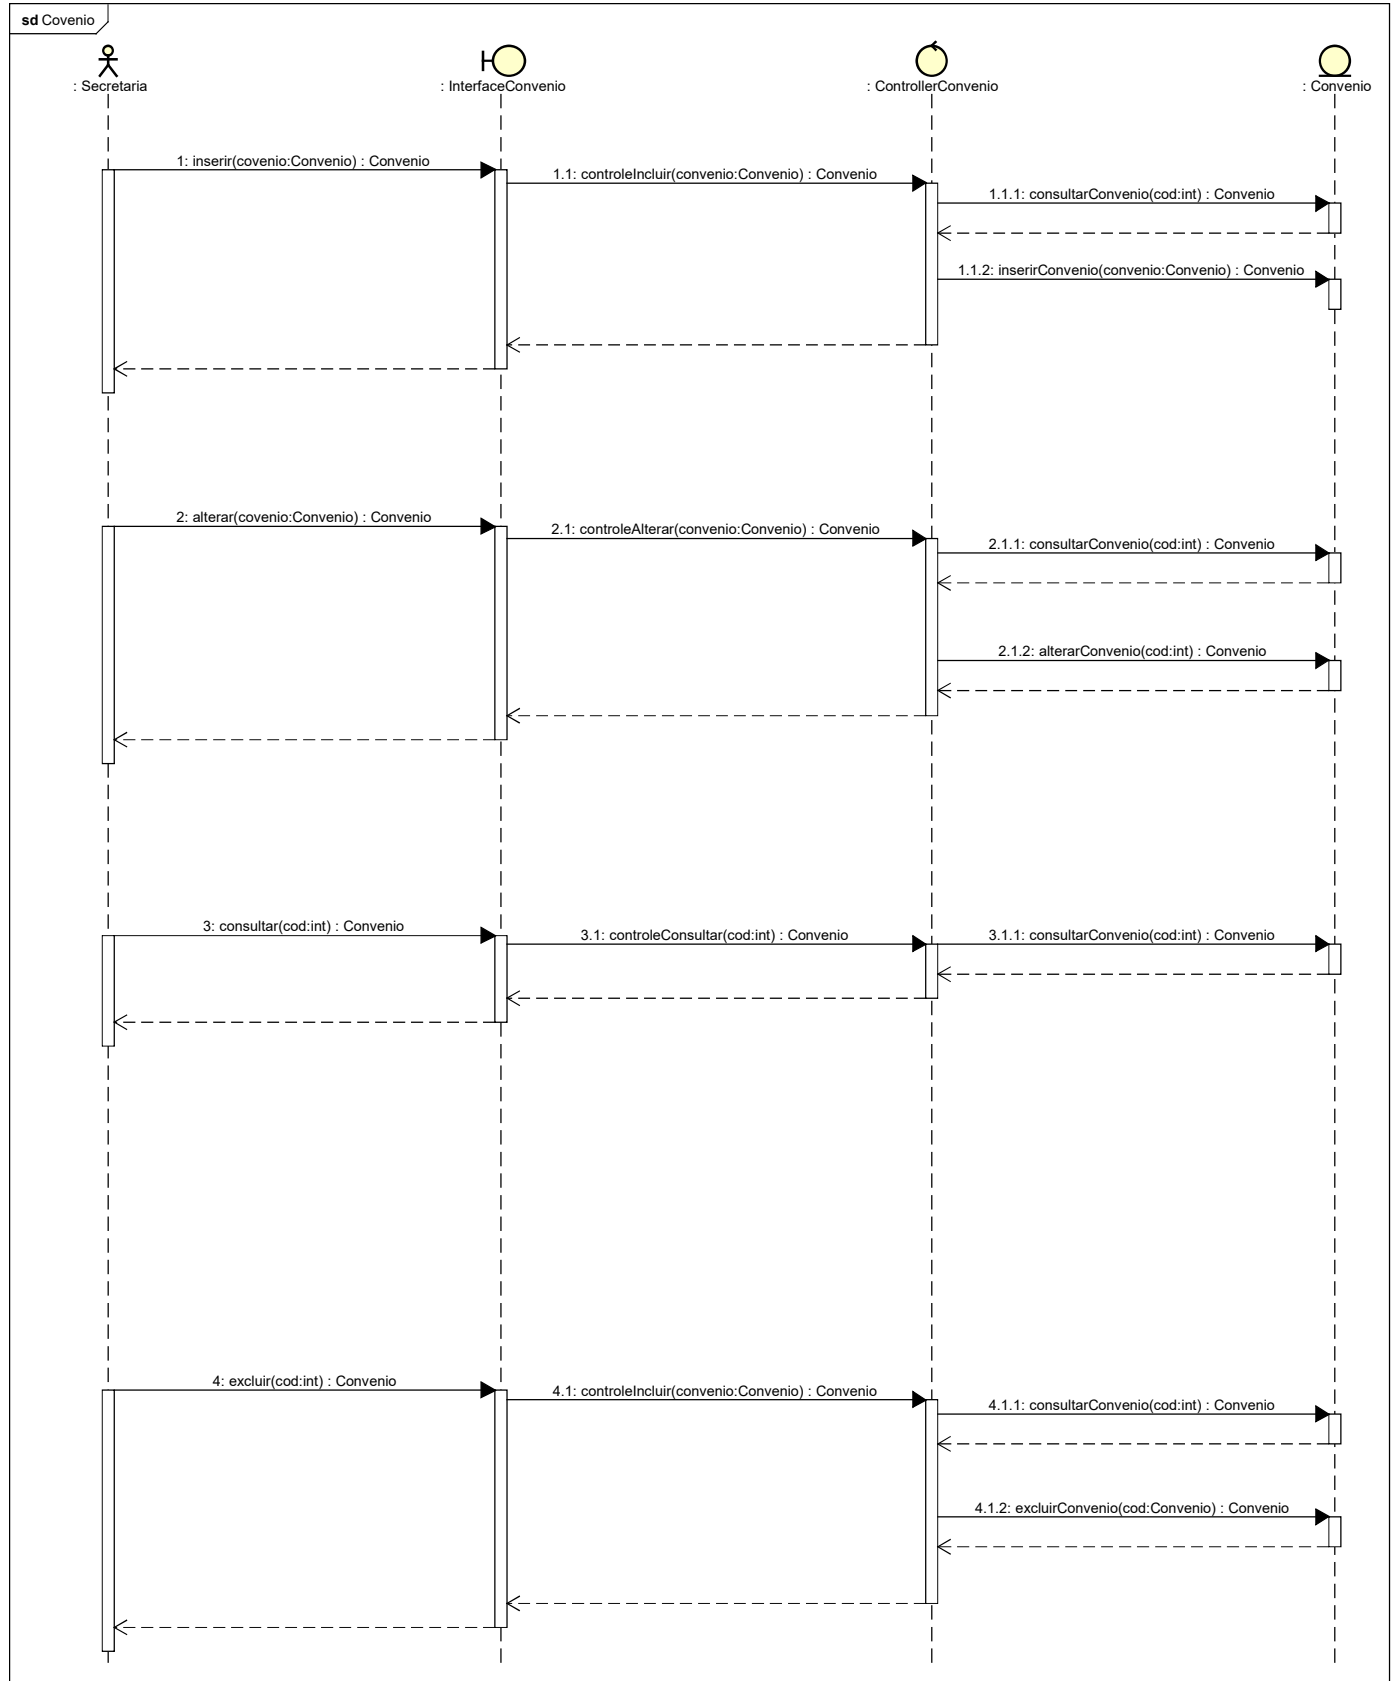 sd Covenio
: Secretaria
: InterfaceConvenio
: ControllerConvenio
: Convenio
1: inserir(covenio:Convenio) : Convenio
1.1: controleIncluir(convenio:Convenio) : Convenio
1.1.1: consultarConvenio(cod:int) : Convenio
1.1.2: inserirConvenio(convenio:Convenio) : Convenio
2: alterar(covenio:Convenio) : Convenio
2.1: controleAlterar(convenio:Convenio) : Convenio
2.1.1: consultarConvenio(cod:int) : Convenio
2.1.2: alterarConvenio(cod:int) : Convenio
3: consultar(cod:int) : Convenio
3.1: controleConsultar(cod:int) : Convenio
3.1.1: consultarConvenio(cod:int) : Convenio
4: excluir(cod:int) : Convenio
4.1: controleIncluir(convenio:Convenio) : Convenio
4.1.1: consultarConvenio(cod:int) : Convenio
4.1.2: excluirConvenio(cod:Convenio) : Convenio